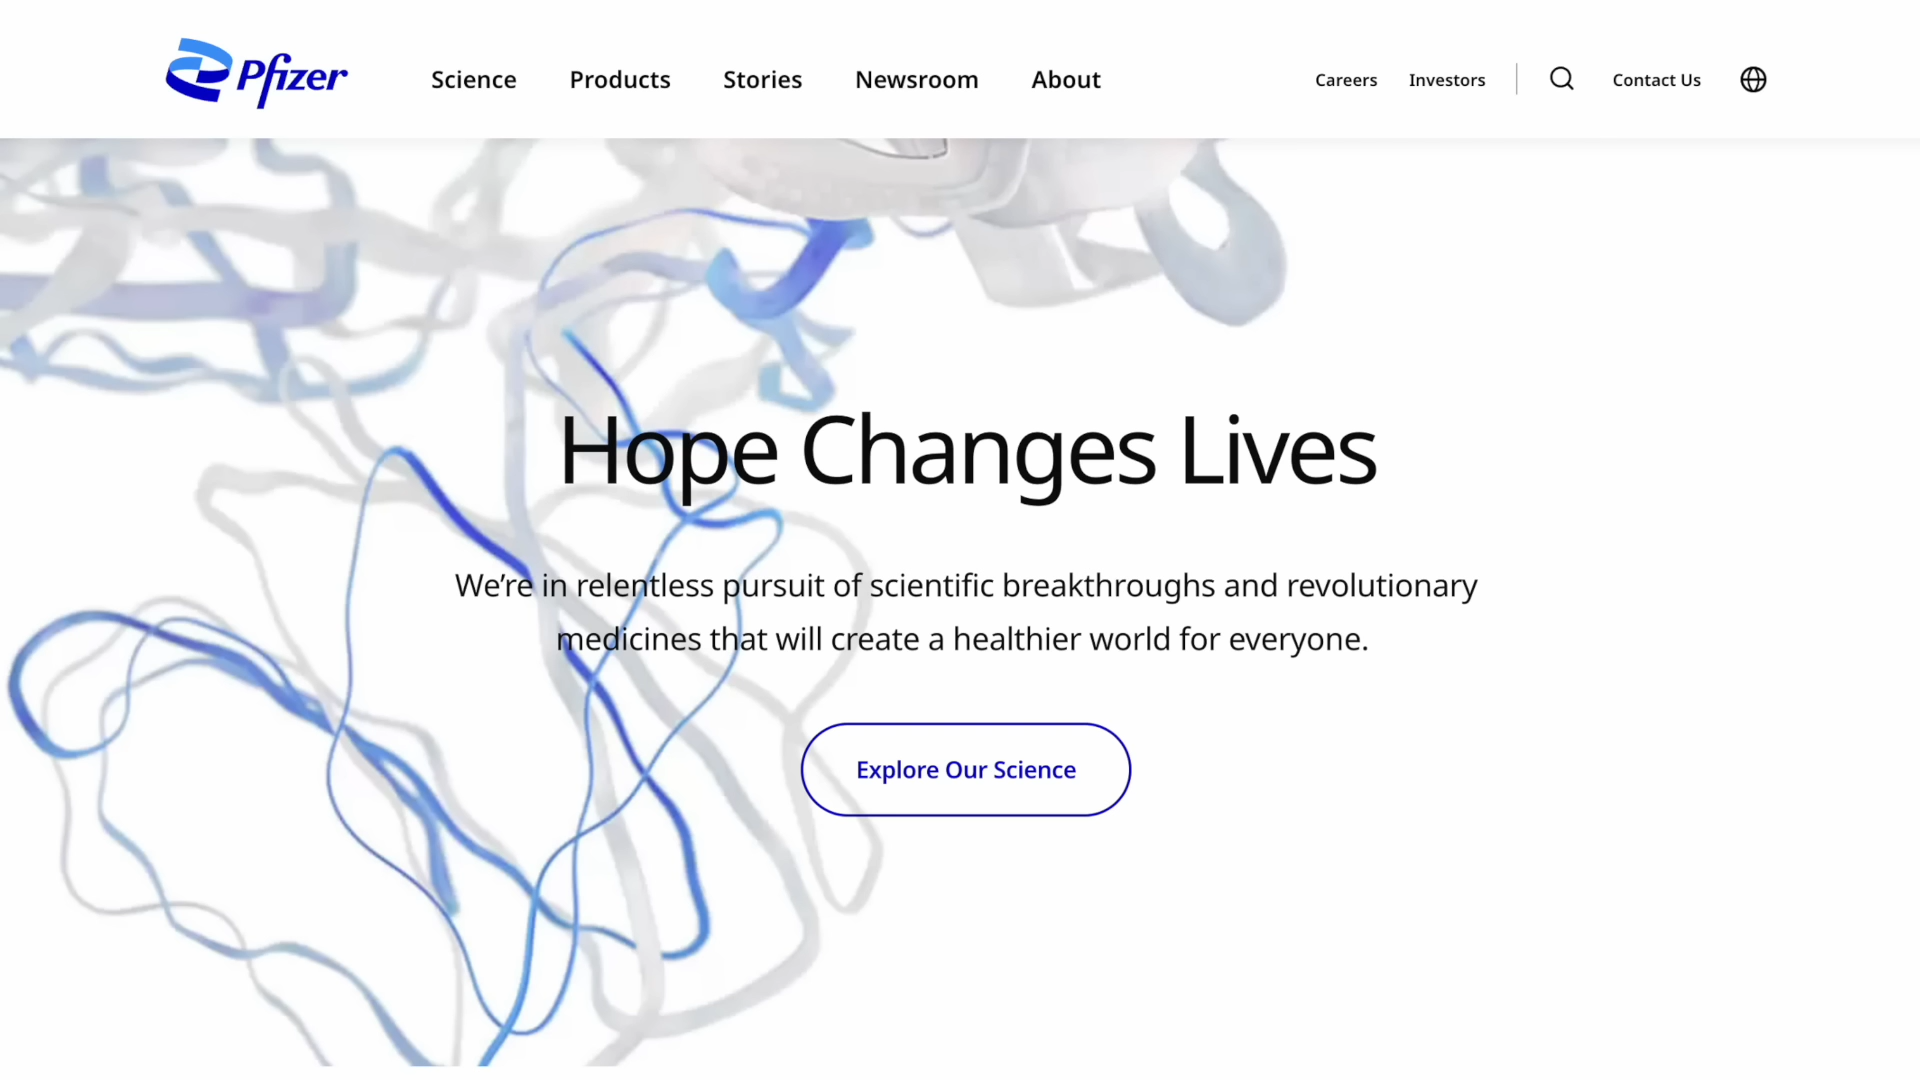 Pfizer
Science
Products
Stories
Newsroom
About
Careers
Investors
Contact Us
Hope Changes Lives
We’re in relentless pursuit of scientific breakthroughs and revolutionary
medicines that will create a healthier world for everyone.
Explore Our Science